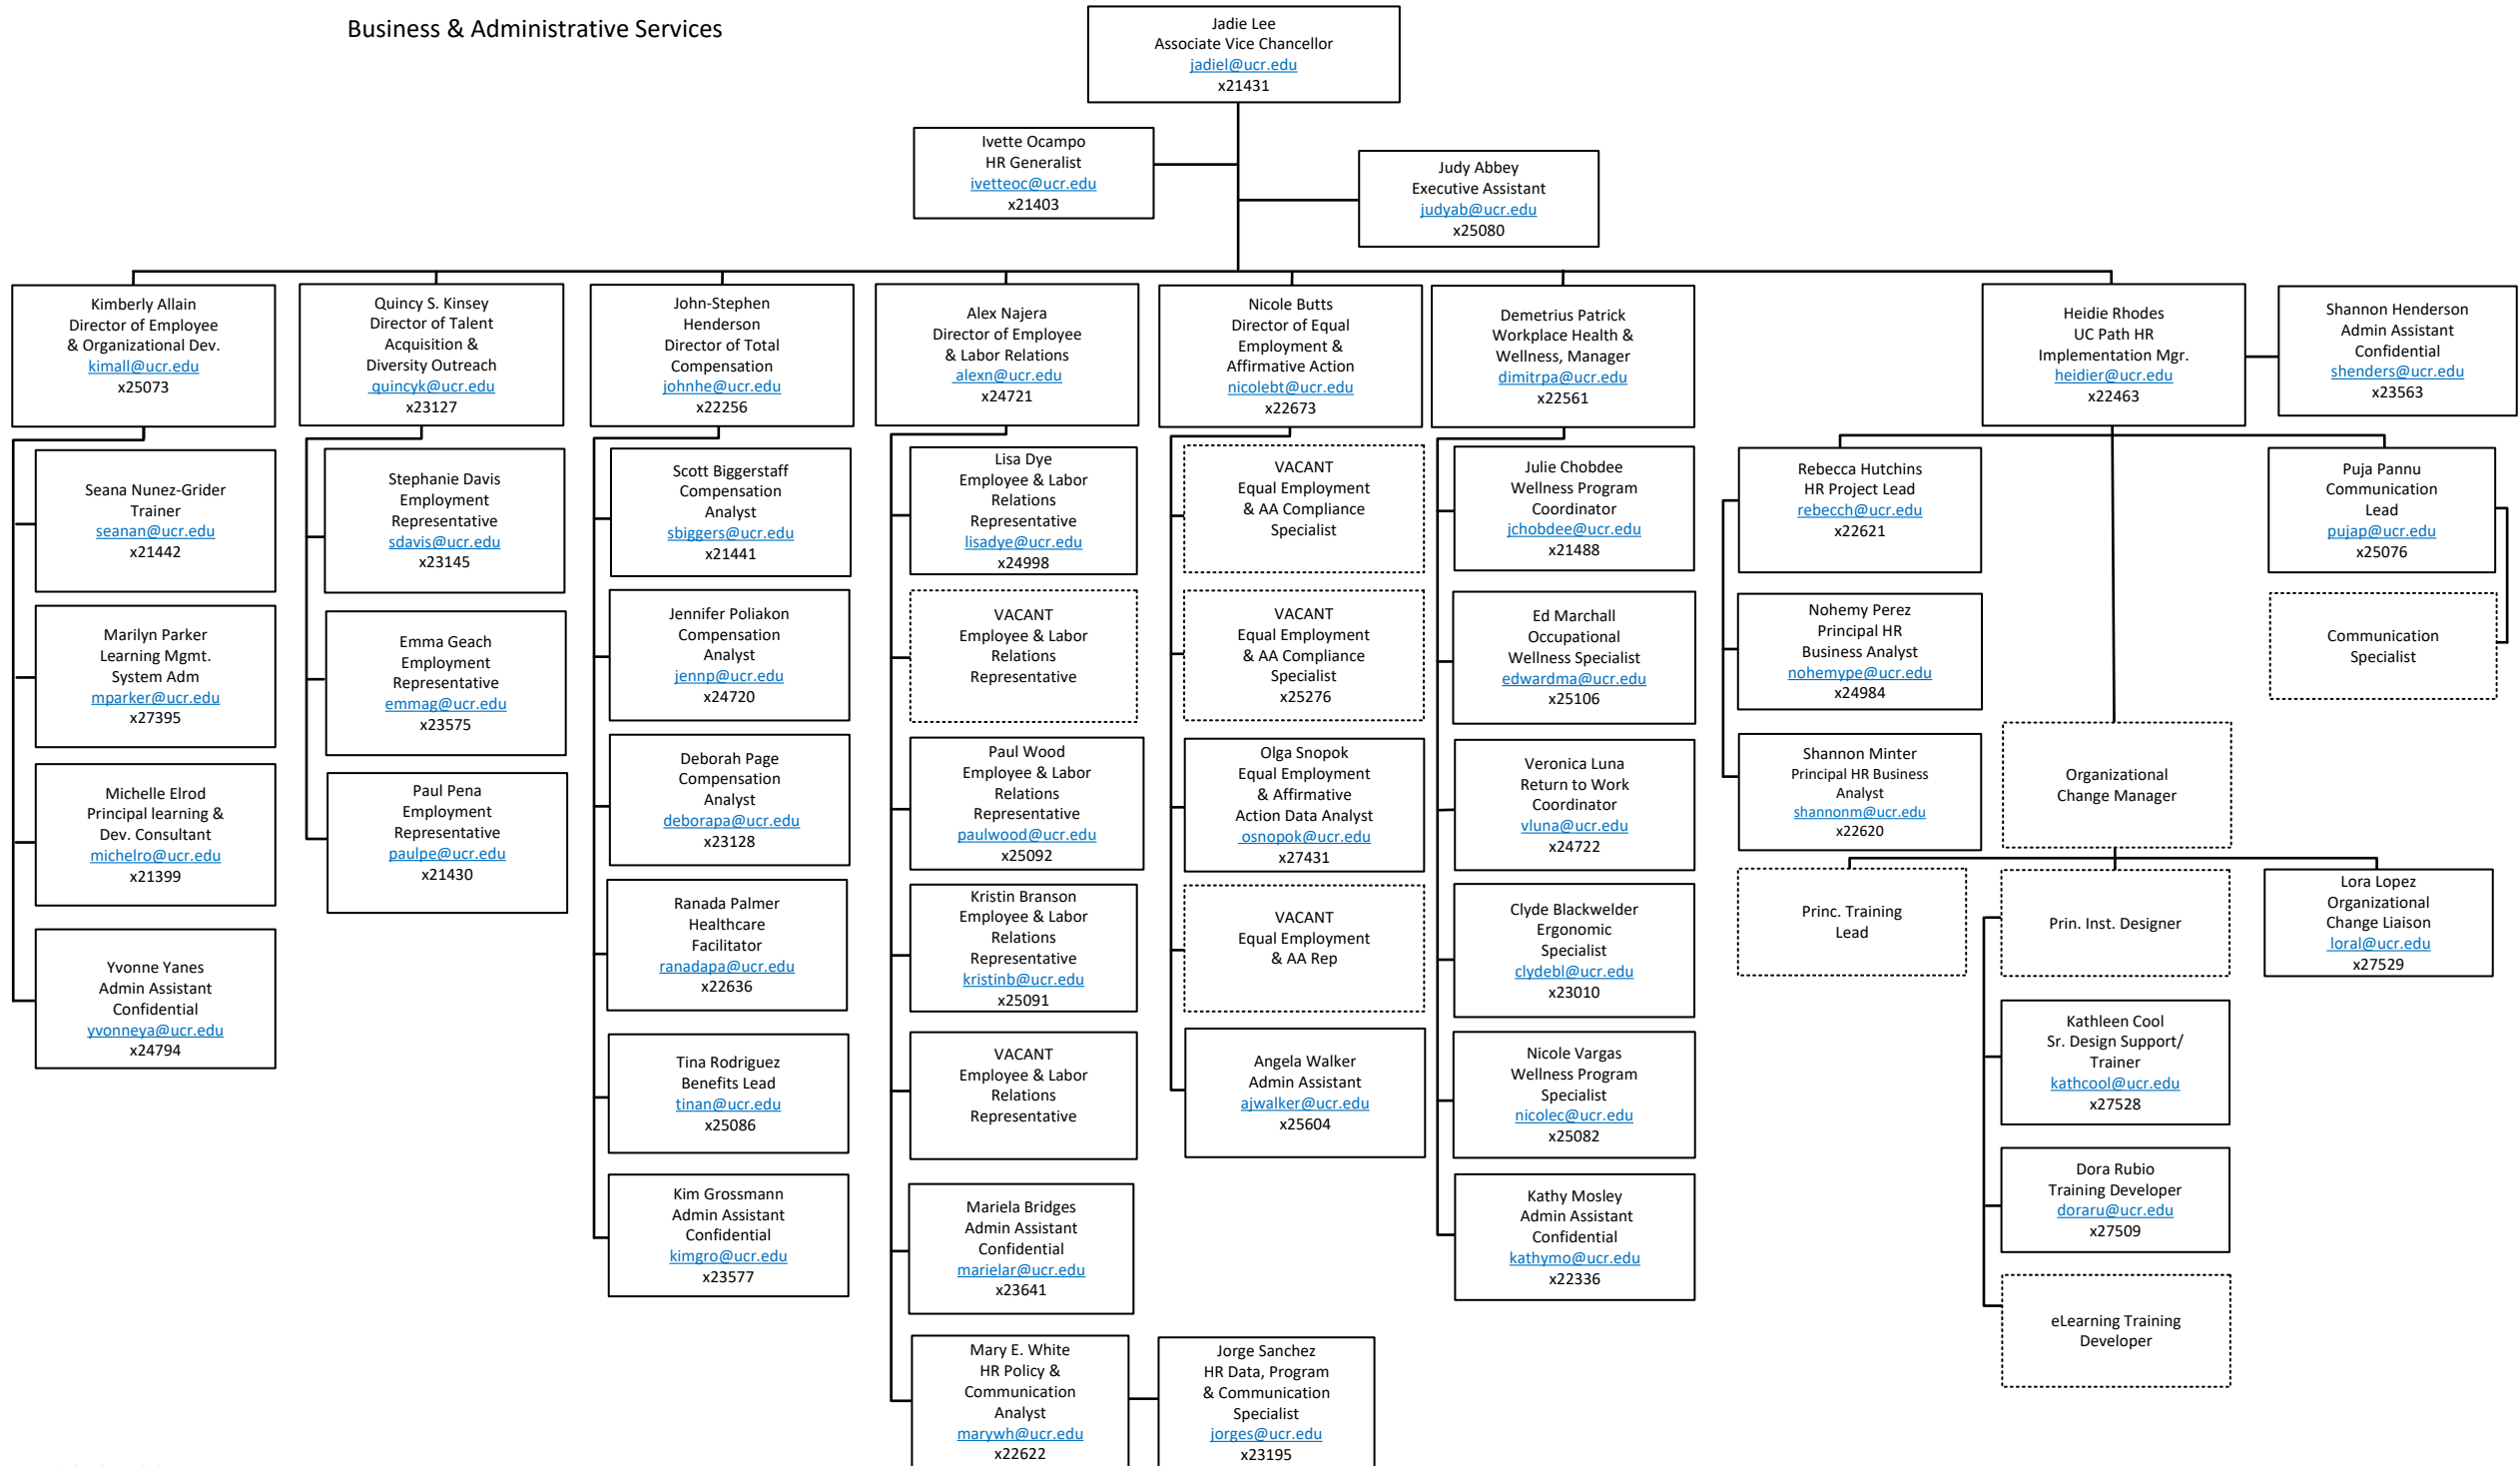 Business & Administrative Services
Jadie Lee
Associate Vice Chancellor
jadiel@ucr.edu
x21431
Ivette Ocampo
HR Generalist
ivetteoc@ucr.edu
x21403
Judy Abbey
Executive Assistant
judyab@ucr.edu
x25080
Kimberly Allain
Director of Employee
& Organizational Dev.
kimall@ucr.edu
x25073
Quincy S. Kinsey
Director of Talent
Acquisition &
Diversity Outreach
quincyk@ucr.edu
x23127
John-Stephen
Henderson
Director of Total
Compensation
johnhe@ucr.edu
x22256
Alex Najera
Director of Employee
& Labor Relations
alexn@ucr.edu
x24721
Nicole Butts
Director of Equal
Employment &
Affirmative Action
nicolebt@ucr.edu
x22673
Demetrius Patrick
Workplace Health &
Wellness, Manager
dimitrpa@ucr.edu
x22561
Heidie Rhodes
UC Path HR
Implementation Mgr.
heidier@ucr.edu
x22463
Shannon Henderson
Admin Assistant
Confidential
shenders@ucr.edu
x23563
Seana Nunez-Grider
Trainer
seanan@ucr.edu
x21442
Marilyn Parker
Learning Mgmt.
System Adm
mparker@ucr.edu
x27395
Michelle Elrod
Principal learning &
Dev. Consultant
michelro@ucr.edu
x21399
Yvonne Yanes
Admin Assistant
Confidential
yvonneya@ucr.edu
x24794
Stephanie Davis
Employment
Representative
sdavis@ucr.edu
x23145
Emma Geach
Employment
Representative
emmag@ucr.edu
x23575
Paul Pena
Employment
Representative
paulpe@ucr.edu
x21430
Scott Biggerstaff
Compensation
Analyst
sbiggers@ucr.edu
x21441
Jennifer Poliakon
Compensation
Analyst
jennp@ucr.edu
x24720
Deborah Page
Compensation
Analyst
deborapa@ucr.edu
x23128
Ranada Palmer
Healthcare
Facilitator
ranadapa@ucr.edu
x22636
Tina Rodriguez
Benefits Lead
tinan@ucr.edu
x25086
Kim Grossmann
Admin Assistant
Confidential
kimgro@ucr.edu
x23577
Lisa Dye
Employee & Labor
Relations
Representative
lisadye@ucr.edu
x24998
VACANT
Employee & Labor
Relations
Representative
Paul Wood
Employee & Labor
Relations
Representative
paulwood@ucr.edu
x25092
Kristin Branson
Employee & Labor
Relations
Representative
kristinb@ucr.edu
x25091
VACANT
Employee & Labor
Relations
Representative
Mariela Bridges
Admin Assistant
Confidential
marielar@ucr.edu
x23641
Mary E. White
HR Policy &
Communication
Analyst
marywh@ucr.edu
x22622
Jorge Sanchez
HR Data, Program
& Communication
Specialist
jorges@ucr.edu
x23195
VACANT
Equal Employment
& AA Compliance
Specialist
VACANT
Equal Employment
& AA Compliance
Specialist
x25276
Olga Snopok
Equal Employment
& Affirmative
Action Data Analyst
osnopok@ucr.edu
x27431
VACANT
Equal Employment
& AA Rep
Angela Walker
Admin Assistant
ajwalker@ucr.edu
x25604
Julie Chobdee
Wellness Program
Coordinator
jchobdee@ucr.edu
x21488
Ed Marchall
Occupational
Wellness Specialist
edwardma@ucr.edu
x25106
Veronica Luna
Return to Work
Coordinator
vluna@ucr.edu
x24722
Clyde Blackwelder
Ergonomic
Specialist
clydebl@ucr.edu
x23010
Nicole Vargas
Wellness Program
Specialist
nicolec@ucr.edu
x25082
Kathy Mosley
Admin Assistant
Confidential
kathymo@ucr.edu
x22336
Rebecca Hutchins
HR Project Lead
rebecch@ucr.edu
x22621
Nohemy Perez
Principal HR
Business Analyst
nohemype@ucr.edu
x24984
Shannon Minter
Principal HR Business
Analyst
shannonm@ucr.edu
x22620
Puja Pannu
Communication
Lead
pujap@ucr.edu
x25076
Communication
Specialist
Organizational
Change Manager
Princ. Training
Lead
Prin. Inst. Designer
Lora Lopez
Organizational
Change Liaison
loral@ucr.edu
x27529
Kathleen Cool
Sr. Design Support/
Trainer
kathcool@ucr.edu
x27528
Dora Rubio
Training Developer
doraru@ucr.edu
x27509
eLearning Training
Developer